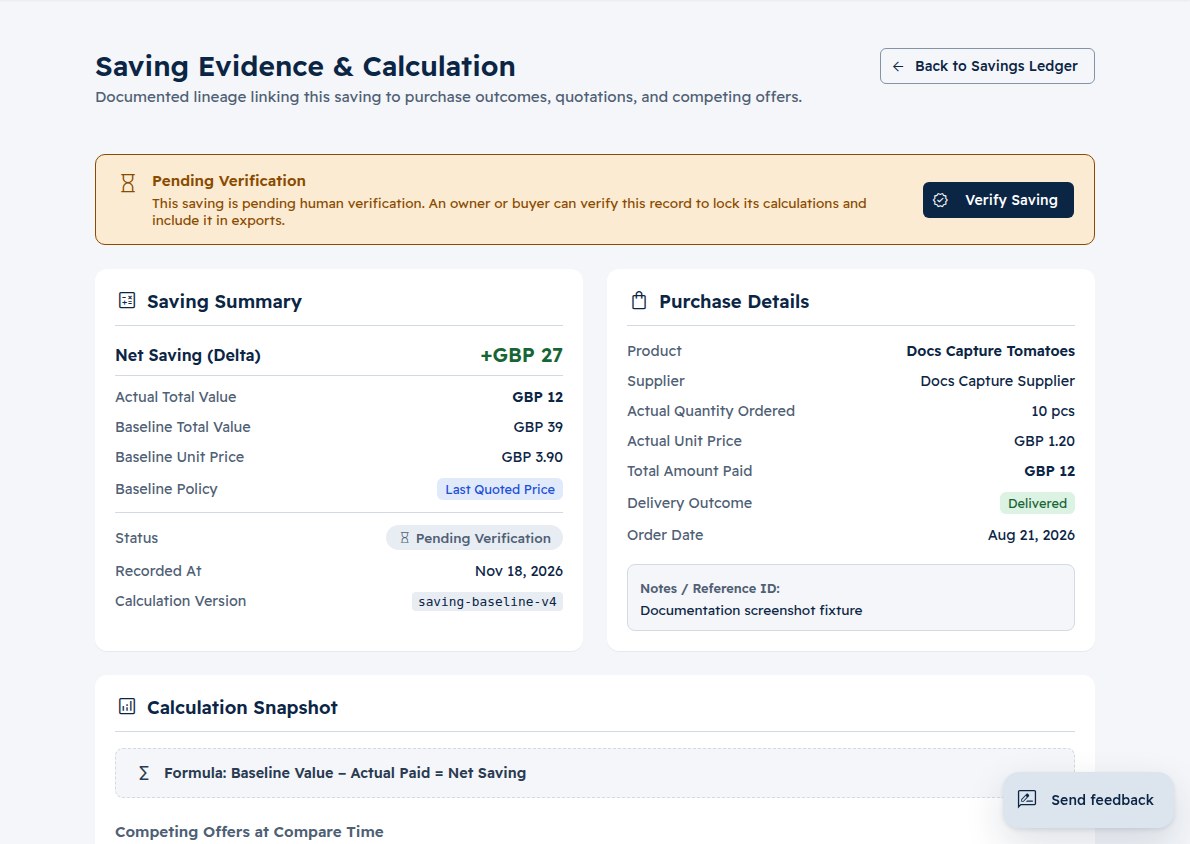 Saving Evidence & Calculation
Back to Savings Ledger
Documented lineage linking this saving to purchase outcomes, quotations, and competing offers.
Pending Verification
This saving is pending human verification. An owner or buyer can verify this record to lock its calculations and
include it in exports.
Verify Saving
Saving Summary
Net Saving (Delta) +GBP 27
Actual Total Value GBP 12
Baseline Total Value GBP 39
Baseline Unit Price GBP 3.90
Baseline Policy Last Quoted Price
Status Pending Verification
Recorded At Nov 18, 2026
Calculation Version saving-baseline-v4
Purchase Details
Product Docs Capture Tomatoes
Supplier Docs Capture Supplier
Actual Quantity Ordered 10 pcs
Actual Unit Price GBP 1.20
Total Amount Paid GBP 12
Delivery Outcome Delivered
Order Date Aug 21, 2026
Notes / Reference ID:
Documentation screenshot fixture
Calculation Snapshot
Σ Formula: Baseline Value – Actual Paid = Net Saving
Competing Offers at Compare Time
Send feedback